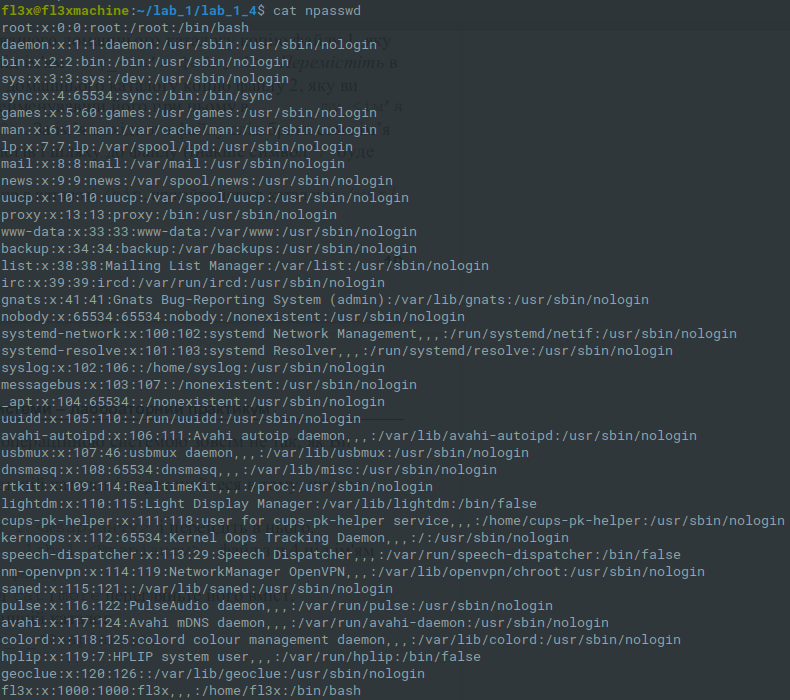 fl3x@fl3xmachine:~/lab_1/lab_1_4$ cat npasswd
root:x:0:0:root:/root:/bin/bash
daemon:x:1:1:daemon:/usr/sbin:/usr/sbin/nologin
bin:x:2:2:bin:/bin:/usr/sbin/nologin
sys:x:3:3:sys:/dev:/usr/sbin/nologin
sync:x:4:65534:sync:/bin:/bin/sync
games:x:5:60:games:/usr/games:/usr/sbin/nologin
man:x:6:12:man:/var/cache/man:/usr/sbin/nologin
lp:x:7:7:lp:/var/spool/lpd:/usr/sbin/nologin
mail:x:8:8:mail:/var/mail:/usr/sbin/nologin
news:x:9:9:news:/var/spool/news:/usr/sbin/nologin
uucp:x:10:10:uucp:/var/spool/uucp:/usr/sbin/nologin
proxy:x:13:13:proxy:/bin:/usr/sbin/nologin
www-data:x:33:33:www-data:/var/www:/usr/sbin/nologin
backup:x:34:34:backup:/var/backups:/usr/sbin/nologin
list:x:38:38:Mailing List Manager:/var/list:/usr/sbin/nologin
irc:x:39:39:ircd:/var/run/ircd:/usr/sbin/nologin
gnats:x:41:41:Gnats Bug-Reporting System (admin):/var/lib/gnats:/usr/sbin/nologin
nobody:x:65534:65534:nobody:/nonexistent:/usr/sbin/nologin
systemd-network:x:100:102:systemd Network Management,,,:/run/systemd/netif:/usr/sbin/nologin
systemd-resolve:x:101:103:systemd Resolver,,,:/run/systemd/resolve:/usr/sbin/nologin
syslog:x:102:106::/home/syslog:/usr/sbin/nologin
messagebus:x:103:107::/nonexistent:/usr/sbin/nologin
_apt:x:104:65534::/nonexistent:/usr/sbin/nologin
uuidd:x:105:110::/run/uuidd:/usr/sbin/nologin
avahi-autoipd:x:106:111:Avahi autoip daemon,,,:/var/lib/avahi-autoipd:/usr/sbin/nologin
usbmux:x:107:46:usbmux daemon,,,:/var/lib/usbmux:/usr/sbin/nologin
dnsmasq:x:108:65534:dnsmasq,,,:/var/lib/misc:/usr/sbin/nologin
rtkit:x:109:114:RealtimeKit,,,:/proc:/usr/sbin/nologin
lightdm:x:110:115:Light Display Manager:/var/lib/lightdm:/bin/false
cups-pk-helper:x:111:118:user for cups-pk-helper service,,,:/home/cups-pk-helper:/usr/sbin/nologin
kernoops:x:112:65534:Kernel Oops Tracking Daemon,,,:/:/usr/sbin/nologin
speech-dispatcher:x:113:29:Speech Dispatcher,,,:/var/run/speech-dispatcher:/bin/false
nm-openvpn:x:114:119:NetworkManager OpenVPN,,,:/var/lib/openvpn/chroot:/usr/sbin/nologin
saned:x:115:121::/var/lib/saned:/usr/sbin/nologin
pulse:x:116:122:PulseAudio daemon,,,:/var/run/pulse:/usr/sbin/nologin
avahi:x:117:124:Avahi mDNS daemon,,,:/var/run/avahi-daemon:/usr/sbin/nologin
colord:x:118:125:colord colour management daemon,,,:/var/lib/colord:/usr/sbin/nologin
hplip:x:119:7:HPLIP system user,,,:/var/run/hplip:/bin/false
geoclue:x:120:126::/var/lib/geoclue:/usr/sbin/nologin
fl3x:x:1000:1000:fl3x,,,:/home/fl3x:/bin/bash